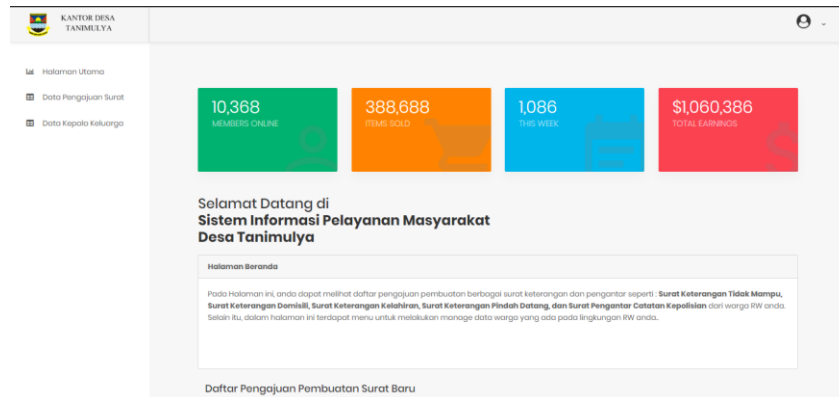 KANTOR DESA
TANIMULYA
Halaman Utama
Data Pengajuan Surat
Data Kepala Keluarga
10,368
MEMBERS ONLINE
388,688
ITEMS SOLD
1,086
THIS WEEK
$1,060,386
TOTAL EARNINGS
Selamat Datang di
Sistem Informasi Pelayanan Masyarakat
Desa Tanimulya
Halaman Beranda
Pada Halaman ini, anda dapat melihat daftar pengajuan pembuatan berbagai surat keterangan dan pengantar seperti : Surat Keterangan Tidak Mampu,
Surat Keterangan Domisili, Surat Keterangan Kelahiran, Surat Keterangan Pindah Datang, dan Surat Pengantar Catatan Kepolisian dari warga RW anda.
Selain itu, dalam halaman ini terdapat menu untuk melakukan manage data warga yang ada pada lingkungan RW anda..
Daftar Pengajuan Pembuatan Surat Baru